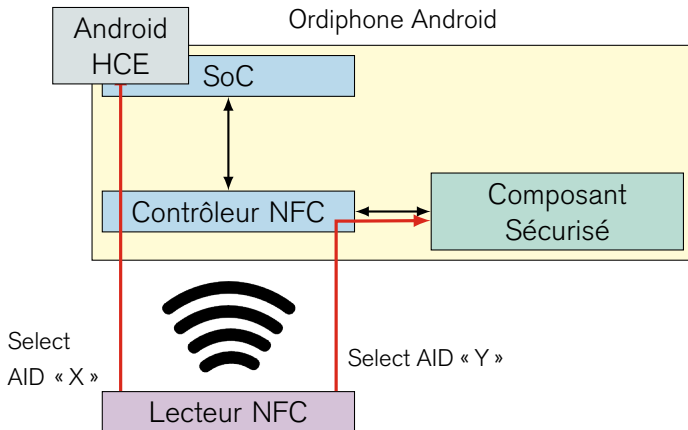 Ordiphone Android
Android
HCE
SoC
Contrôleur NFC
Composant
Sécurisé
Select
AID « X »
Select AID « Y »
Lecteur NFC